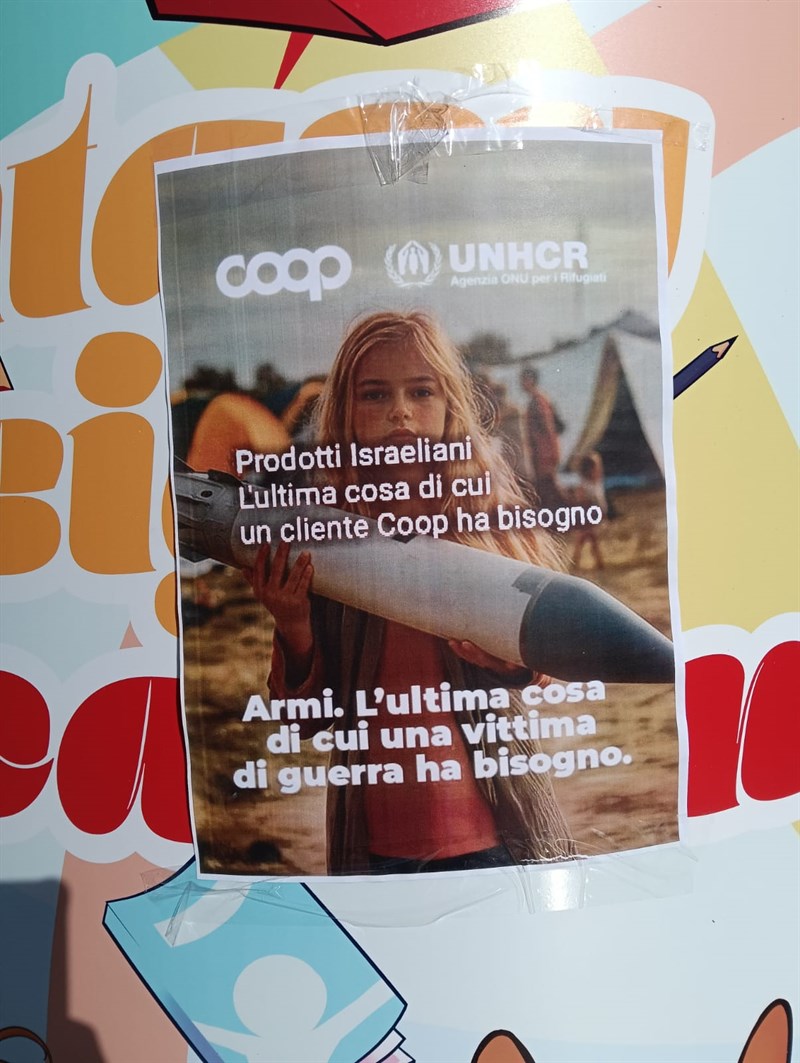 coop
UNHCR
Agenzia ONU per i Rifugiati
Prodotti Israeliani
L'ultima cosa di cui
un cliente Coop ha bisogno
Armi. L'ultima cosa
di cui una vittima
di guerra ha bisogno.